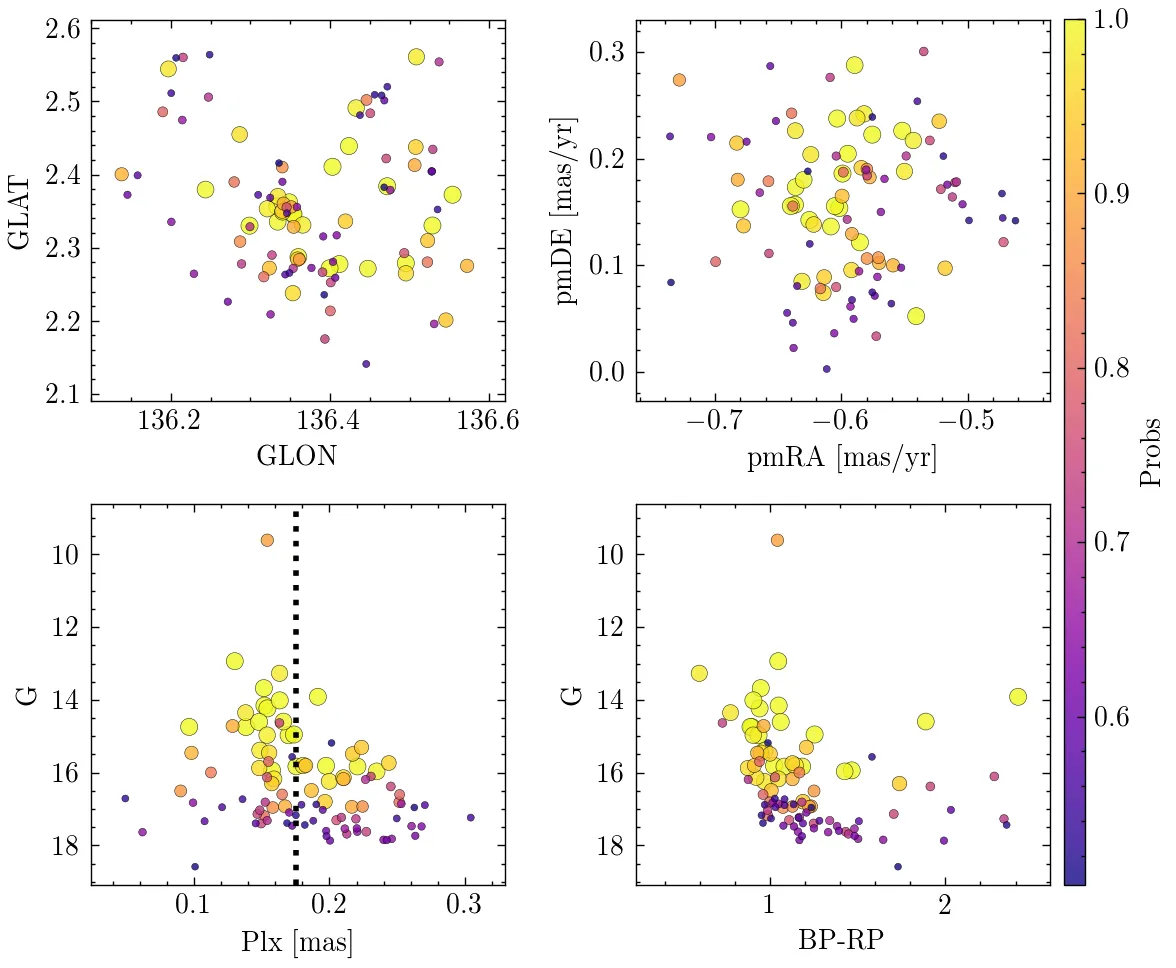 2.6
2.5
2.4
2.3
2.2
2.1
GLAT
136.2 136.4 136.6
GLON
0.3
0.2
0.1
0.0
pmDE [mas/yr]
−0.7 −0.6 −0.5
pmRA [mas/yr]
10
12
14
16
18
G
0.1 0.2 0.3
Plx [mas]
10
12
14
16
18
G
1 2
BP-RP
1.0
0.9
0.8
0.7
0.6
Probs